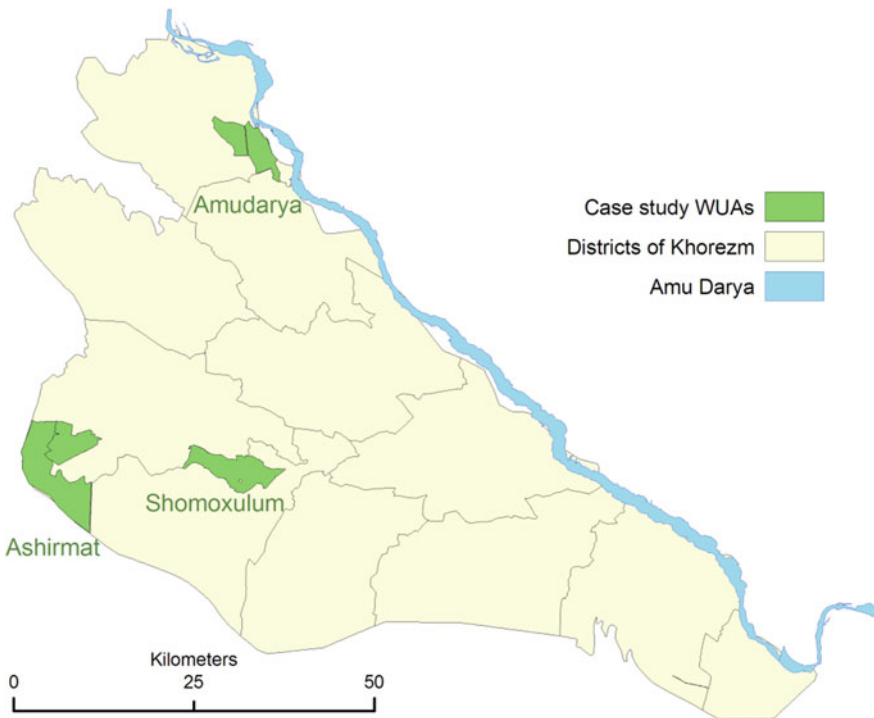 Amudarya
Case study WUAs
Districts of Khorezm
Amu Darya
Shomoxulum
Ashirmat
Kilometers
0 25 50